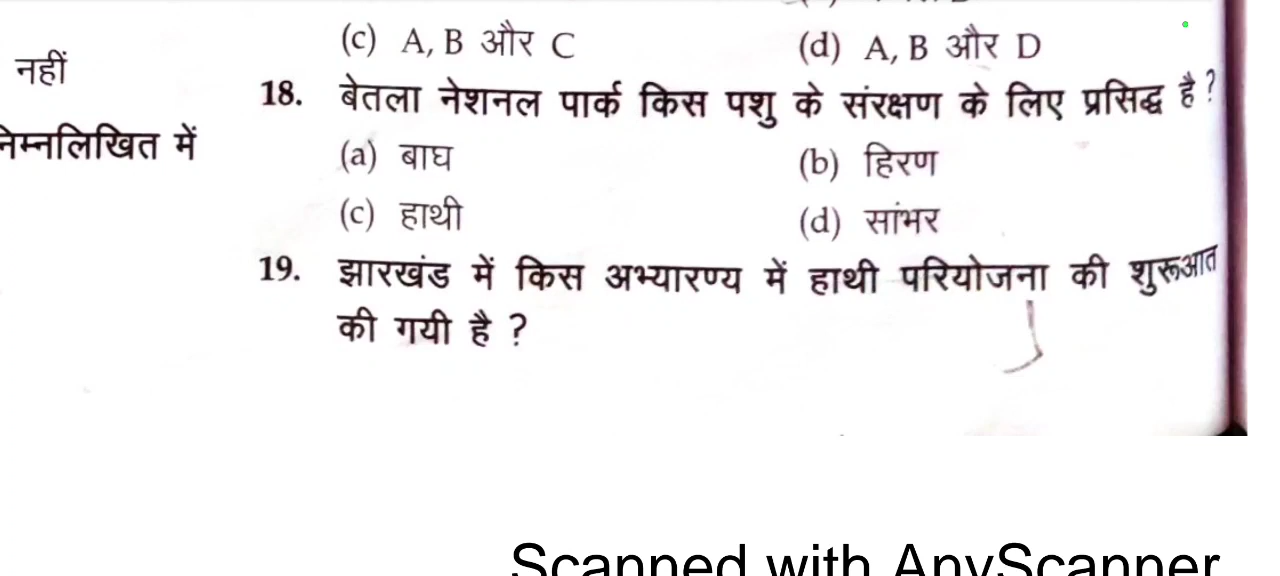 नहीं
निम्नलिखित में
(c) A, B और C (d) A, B और D
18. बेतला नेशनल पार्क किस पशु के संरक्षण के लिए प्रसिद्ध है ?
(a) बाघ (b) हिरण
(c) हाथी (d) सांभर
19. झारखंड में किस अभ्यारण्य में हाथी परियोजना की शुरूआत
की गयी है ?
Scanned with AnyScanner